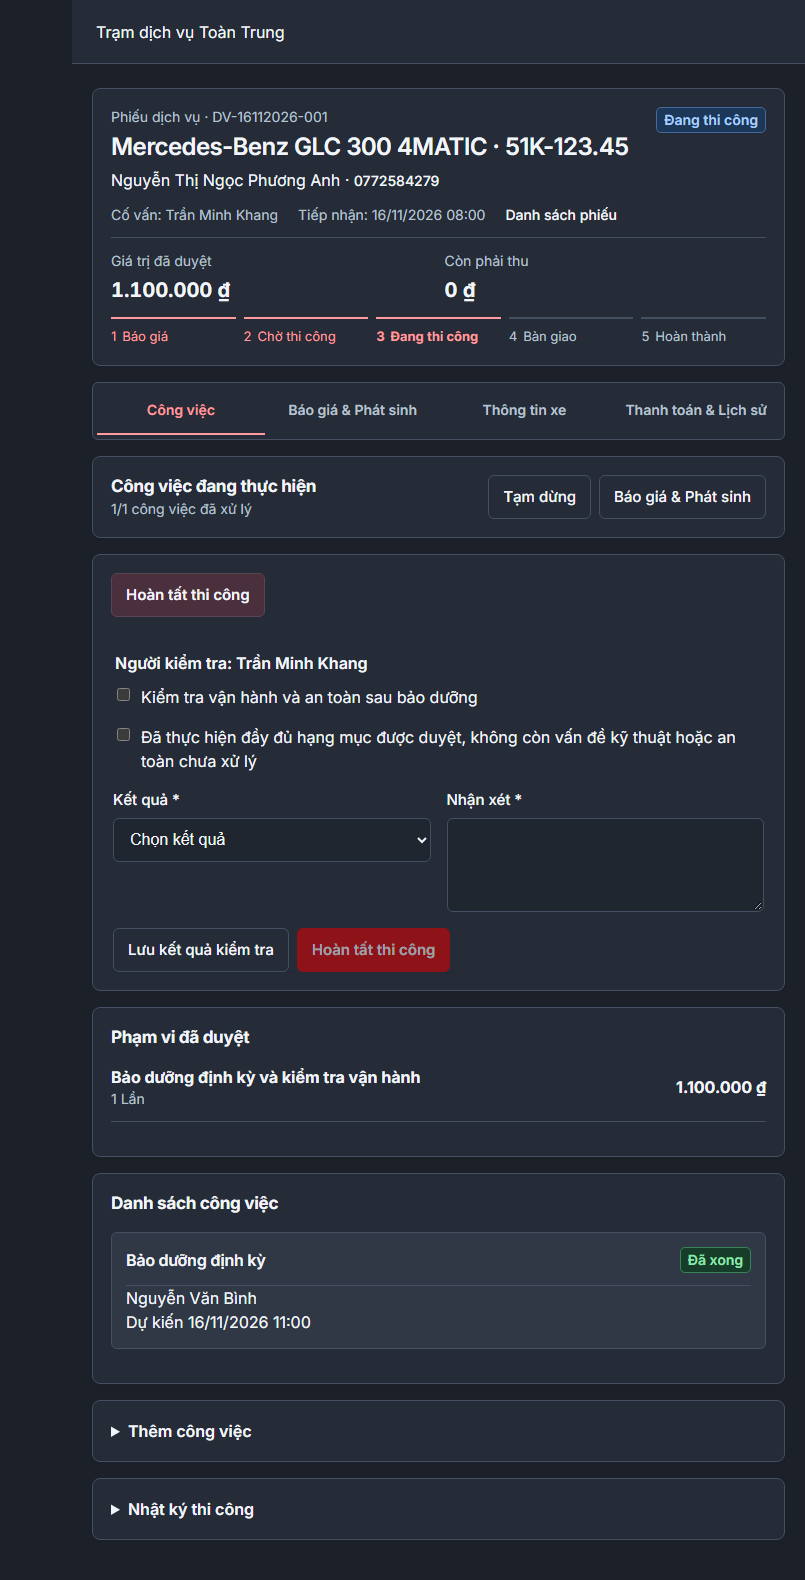 Trạm dịch vụ Toàn Trung
Phiếu dịch vụ · DV-16112026-001
Đang thi công
Mercedes-Benz GLC 300 4MATIC · 51K-123.45
Nguyễn Thị Ngọc Phương Anh · 0772584279
Cố vấn: Trần Minh Khang Tiếp nhận: 16/11/2026 08:00 Danh sách phiếu
Giá trị đã duyệt Còn phải thu
1.100.000 ₫ 0 ₫
1 Báo giá 2 Chờ thi công 3 Đang thi công 4 Bàn giao 5 Hoàn thành
Công việc Báo giá & Phát sinh Thông tin xe Thanh toán & Lịch sử
Công việc đang thực hiện
1/1 công việc đã xử lý
Tạm dừng Báo giá & Phát sinh
Hoàn tất thi công
Người kiểm tra: Trần Minh Khang
Kiểm tra vận hành và an toàn sau bảo dưỡng
Đã thực hiện đầy đủ hạng mục được duyệt, không còn vấn đề kỹ thuật hoặc an
toàn chưa xử lý
Kết quả * Nhận xét *
Chọn kết quả
Lưu kết quả kiểm tra Hoàn tất thi công
Phạm vi đã duyệt
Bảo dưỡng định kỳ và kiểm tra vận hành
1 Lần
1.100.000 ₫
Danh sách công việc
Bảo dưỡng định kỳ Đã xong
Nguyễn Văn Bình
Dự kiến 16/11/2026 11:00
Thêm công việc
Nhật ký thi công